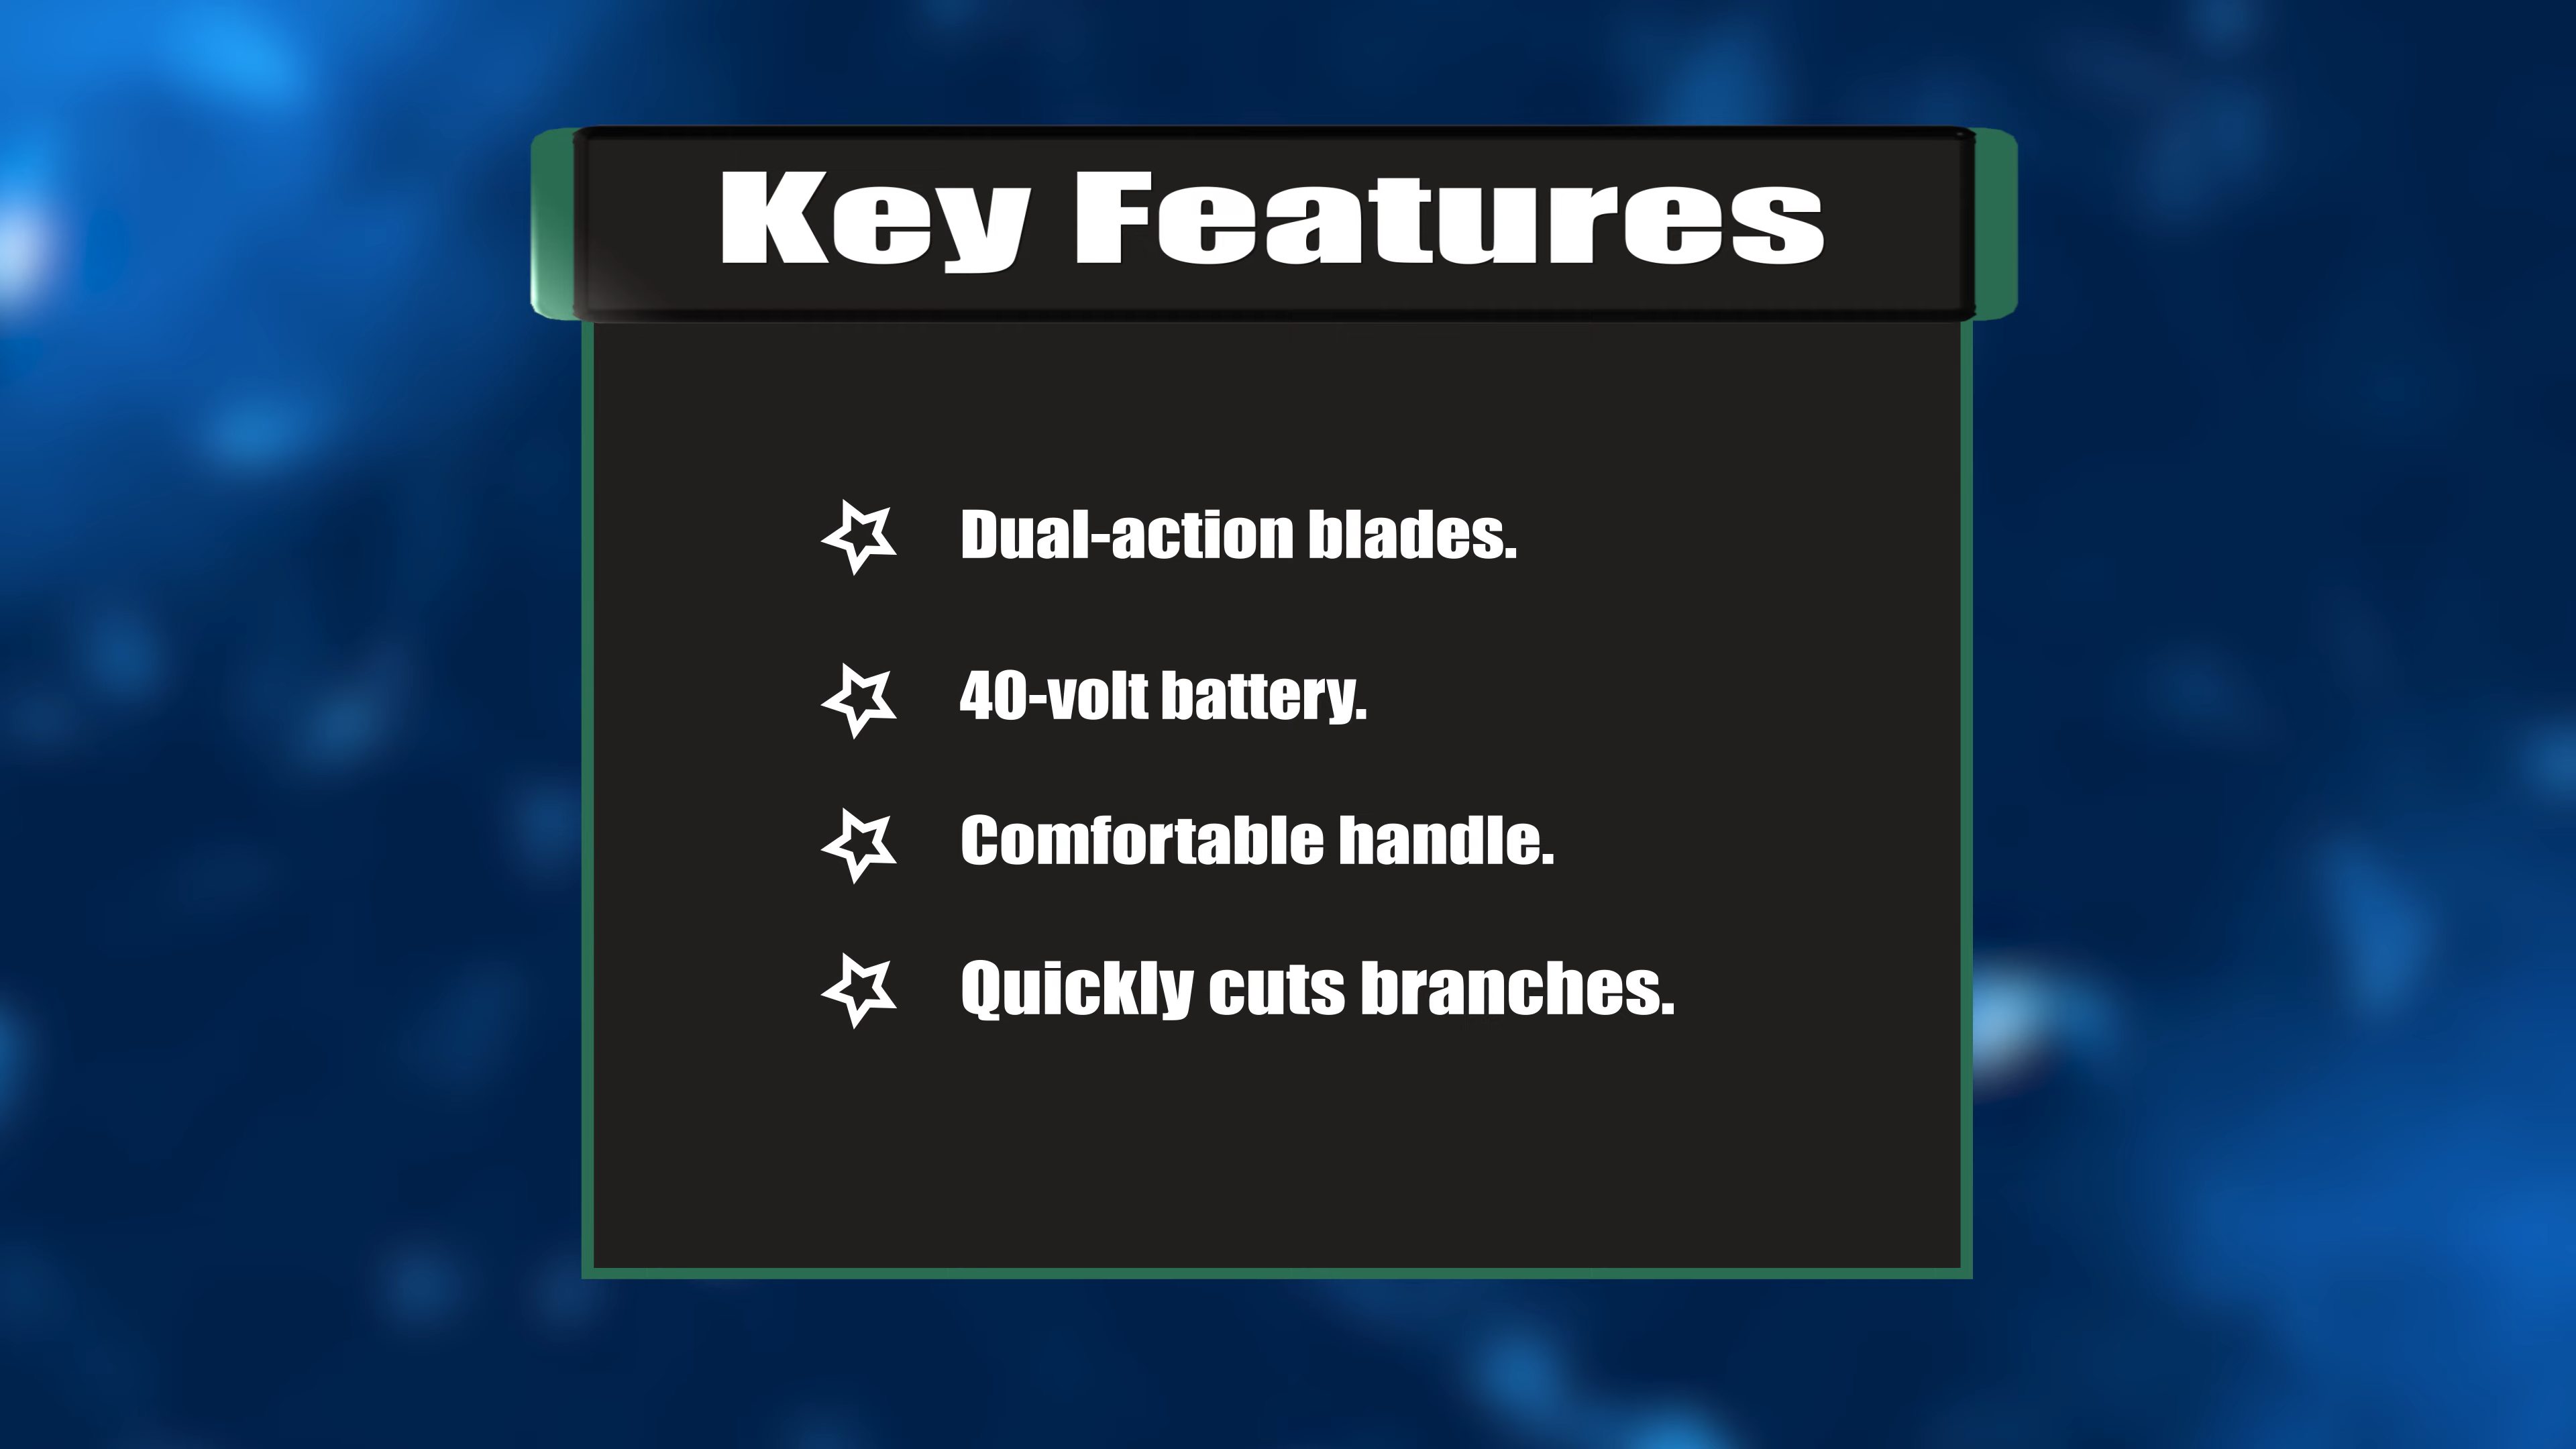 Key Features
Dual-action blades.
40-volt battery.
Comfortable handle.
Quickly cuts branches.